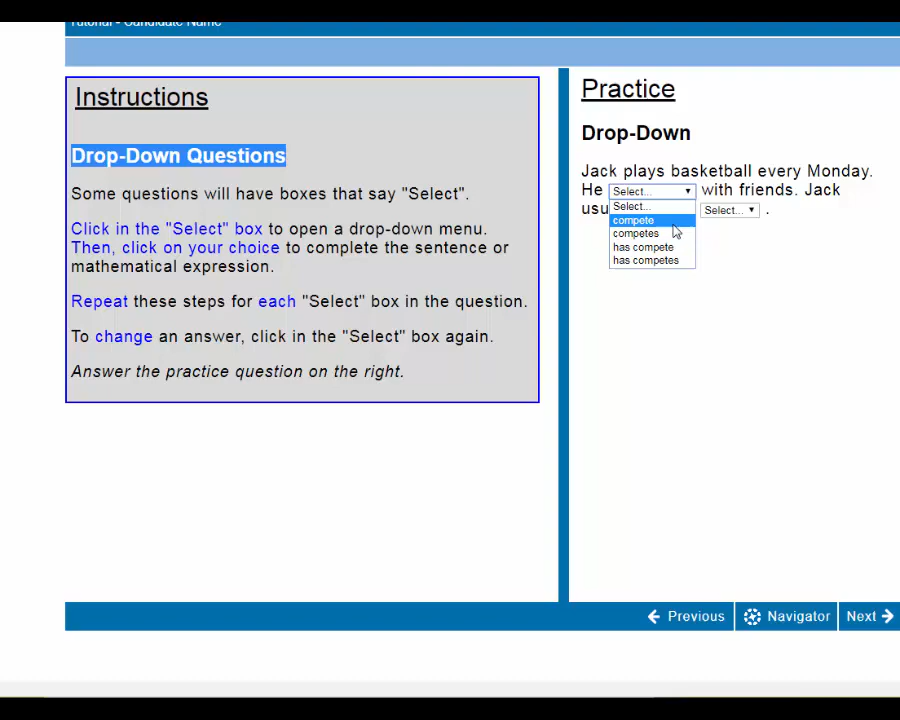 Tutorial - Candidate Name
Instructions
Drop-Down Questions
Some questions will have boxes that say "Select".
Click in the "Select" box to open a drop-down menu.
Then, click on your choice to complete the sentence or
mathematical expression.
Repeat these steps for each "Select" box in the question.
To change an answer, click in the "Select" box again.
Answer the practice question on the right.
Practice
Drop-Down
Jack plays basketball every Monday.
He Select... with friends. Jack
usu Select... .
Select...
compete
competes
has compete
has competes
Previous
Navigator
Next